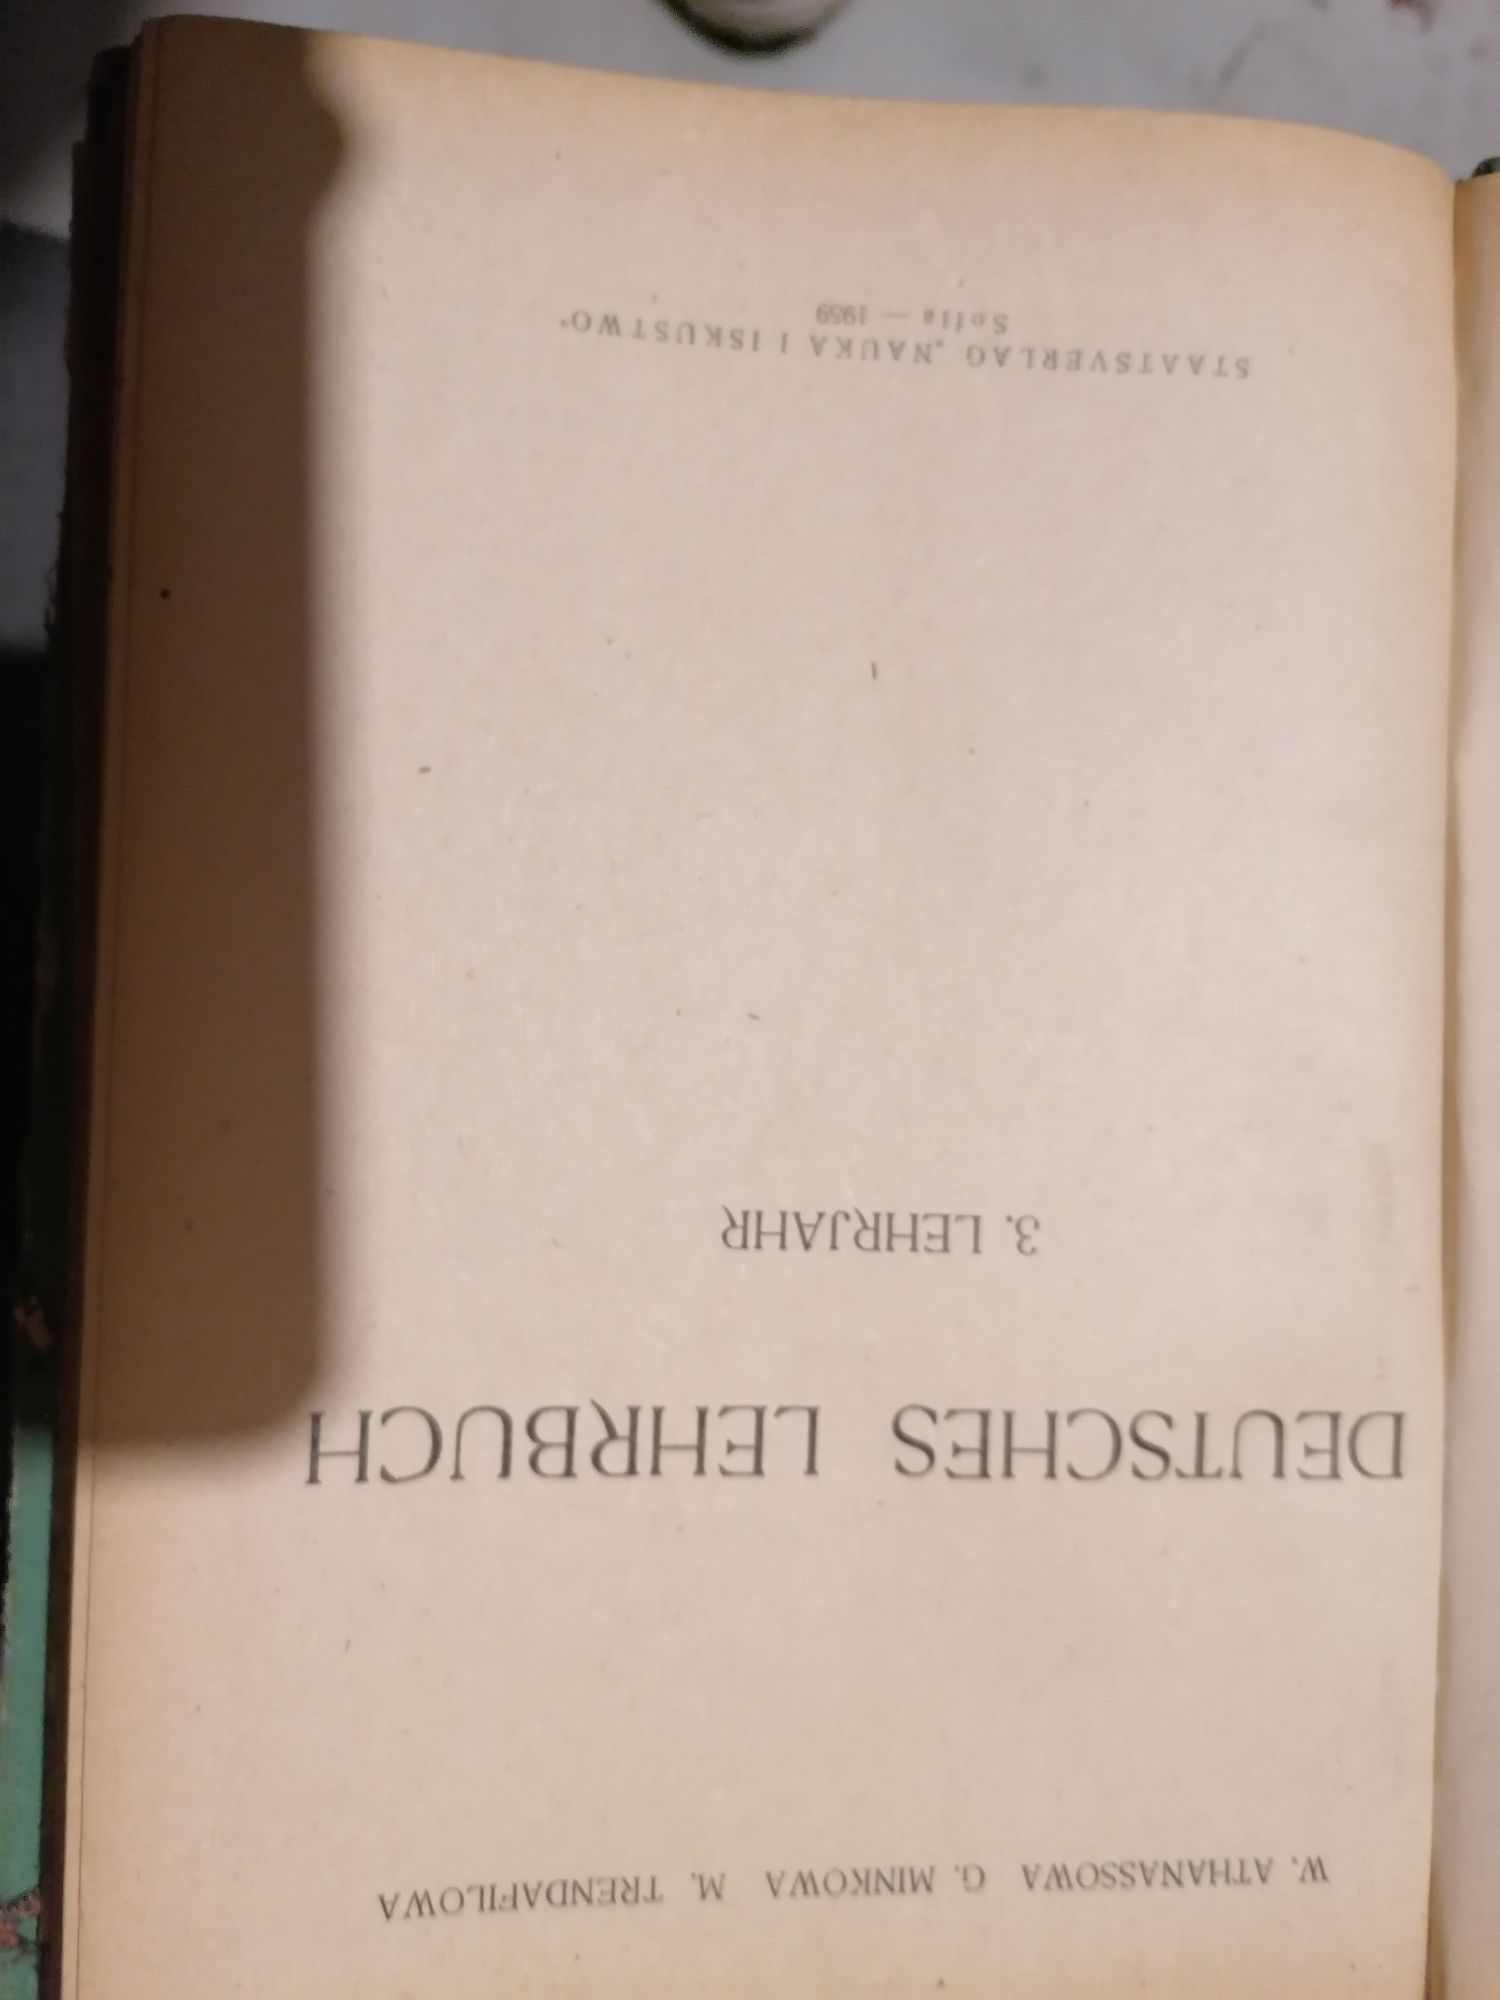 W. ATHANASSOWA G. MINKOWA M. TRENDAFILOWA
DEUTSCHES LEHRBUCH
3. LEHRJAHR
STAATSVERLAG „NAUKA I ISKUSTWO“
Sofia — 1959